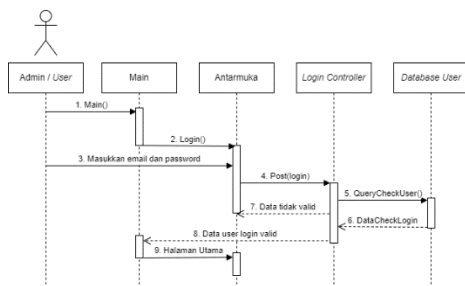 Admin / User
Main
Antarmuka
Login Controller
Database User
1. Main()
2. Login()
3. Masukkan email dan password
4. Post(login)
5. QueryCheckUser()
6. DataCheckLogin
7. Data tidak valid
8. Data user login valid
9. Halaman Utama